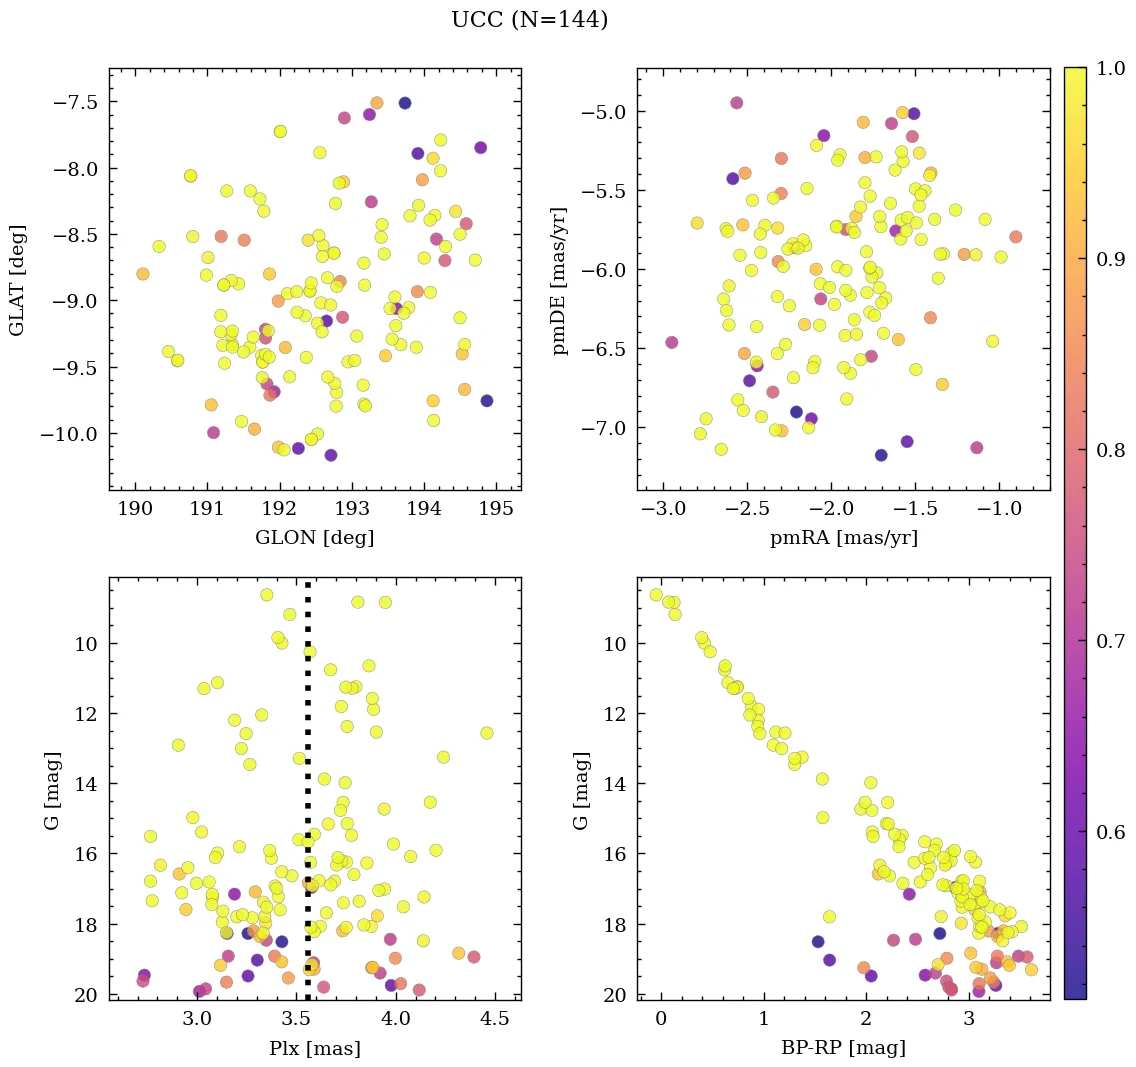 UCC (N=144)
−7.5
−8.0
−8.5
−9.0
−9.5
−10.0
GLAT [deg]
190 191 192 193 194 195
GLON [deg]
−5.0
−5.5
−6.0
−6.5
−7.0
pmDE [mas/yr]
−3.0 −2.5 −2.0 −1.5 −1.0
pmRA [mas/yr]
10
12
14
16
18
20
G [mag]
3.0 3.5 4.0 4.5
Plx [mas]
10
12
14
16
18
20
G [mag]
0 1 2 3
BP-RP [mag]
1.0
0.9
0.8
0.7
0.6